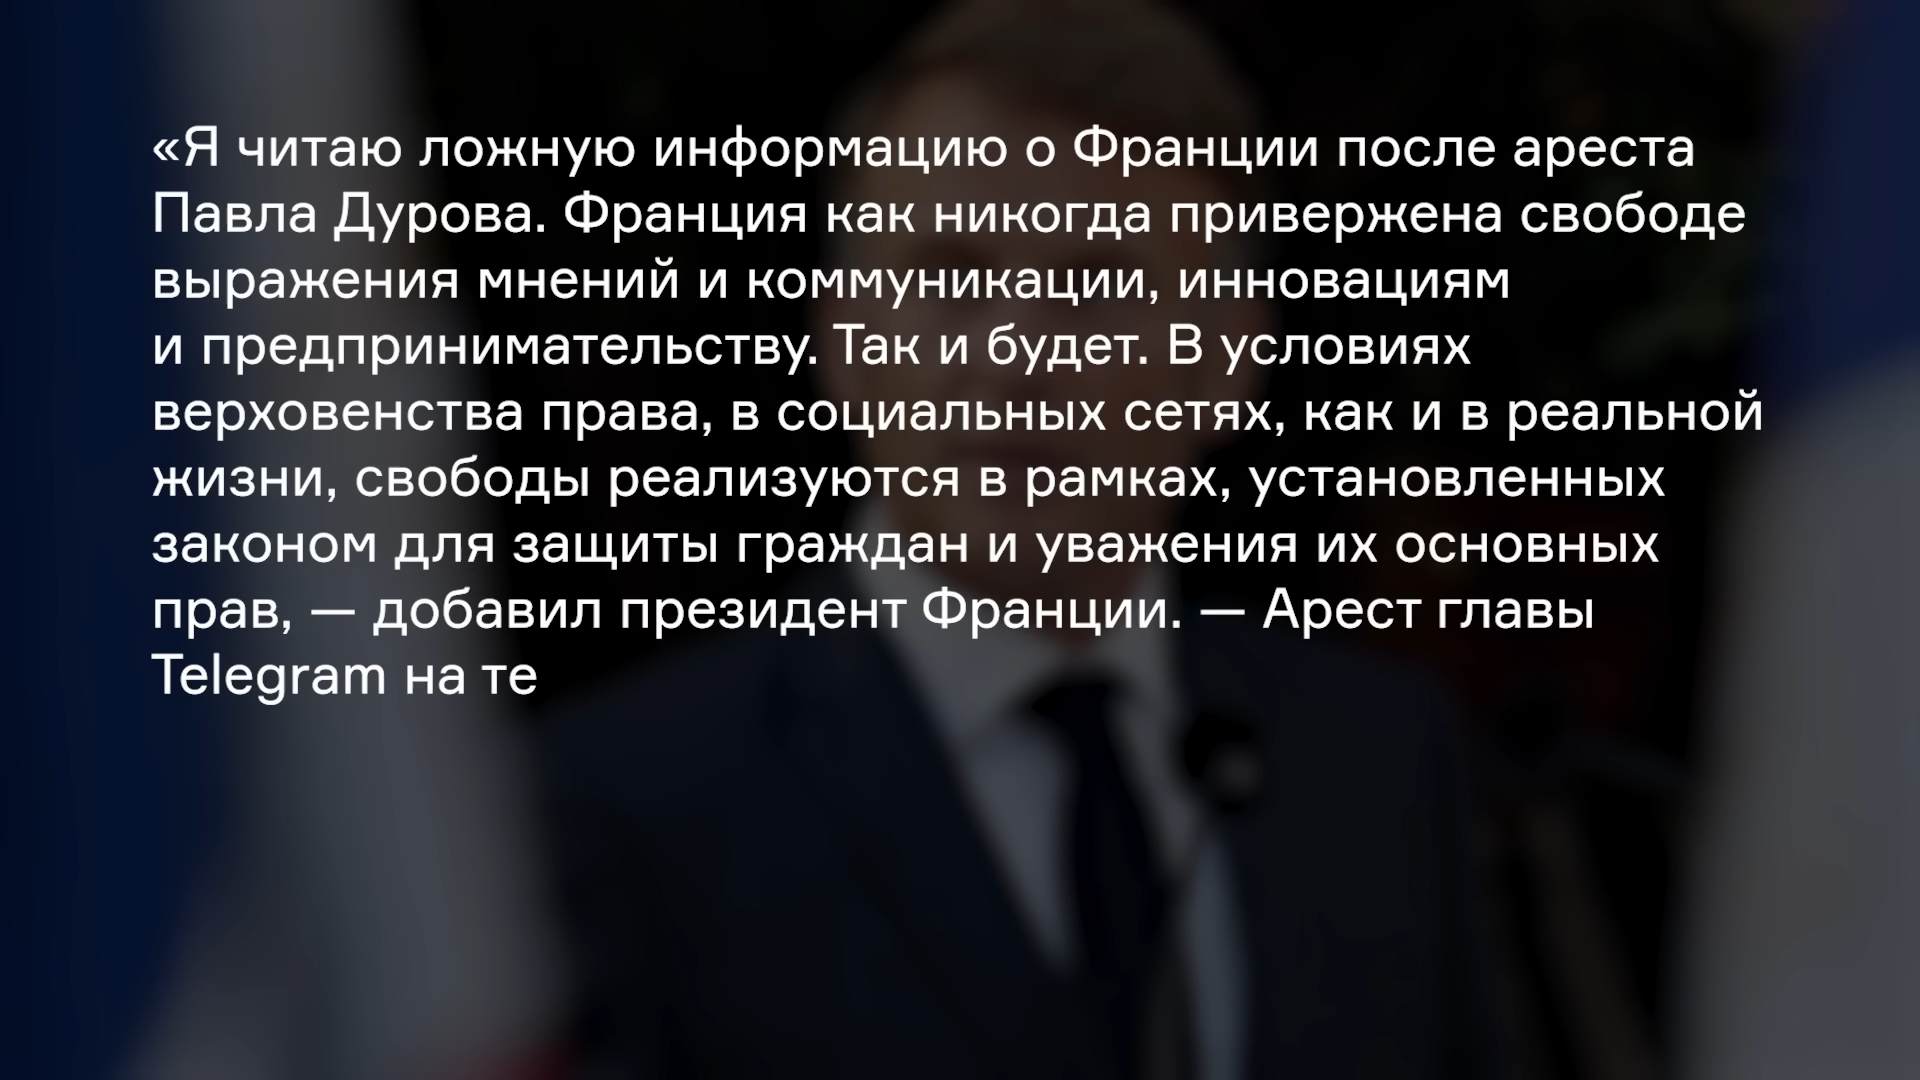 «Я читаю ложную информацию о Франции после ареста
Павла Дурова. Франция как никогда привержена свободе
выражения мнений и коммуникации, инновациям
и предпринимательству. Так и будет. В условиях
верховенства права, в социальных сетях, как и в реальной
жизни, свободы реализуются в рамках, установленных
законом для защиты граждан и уважения их основных
прав, — добавил президент Франции. — Арест главы
Telegram на те